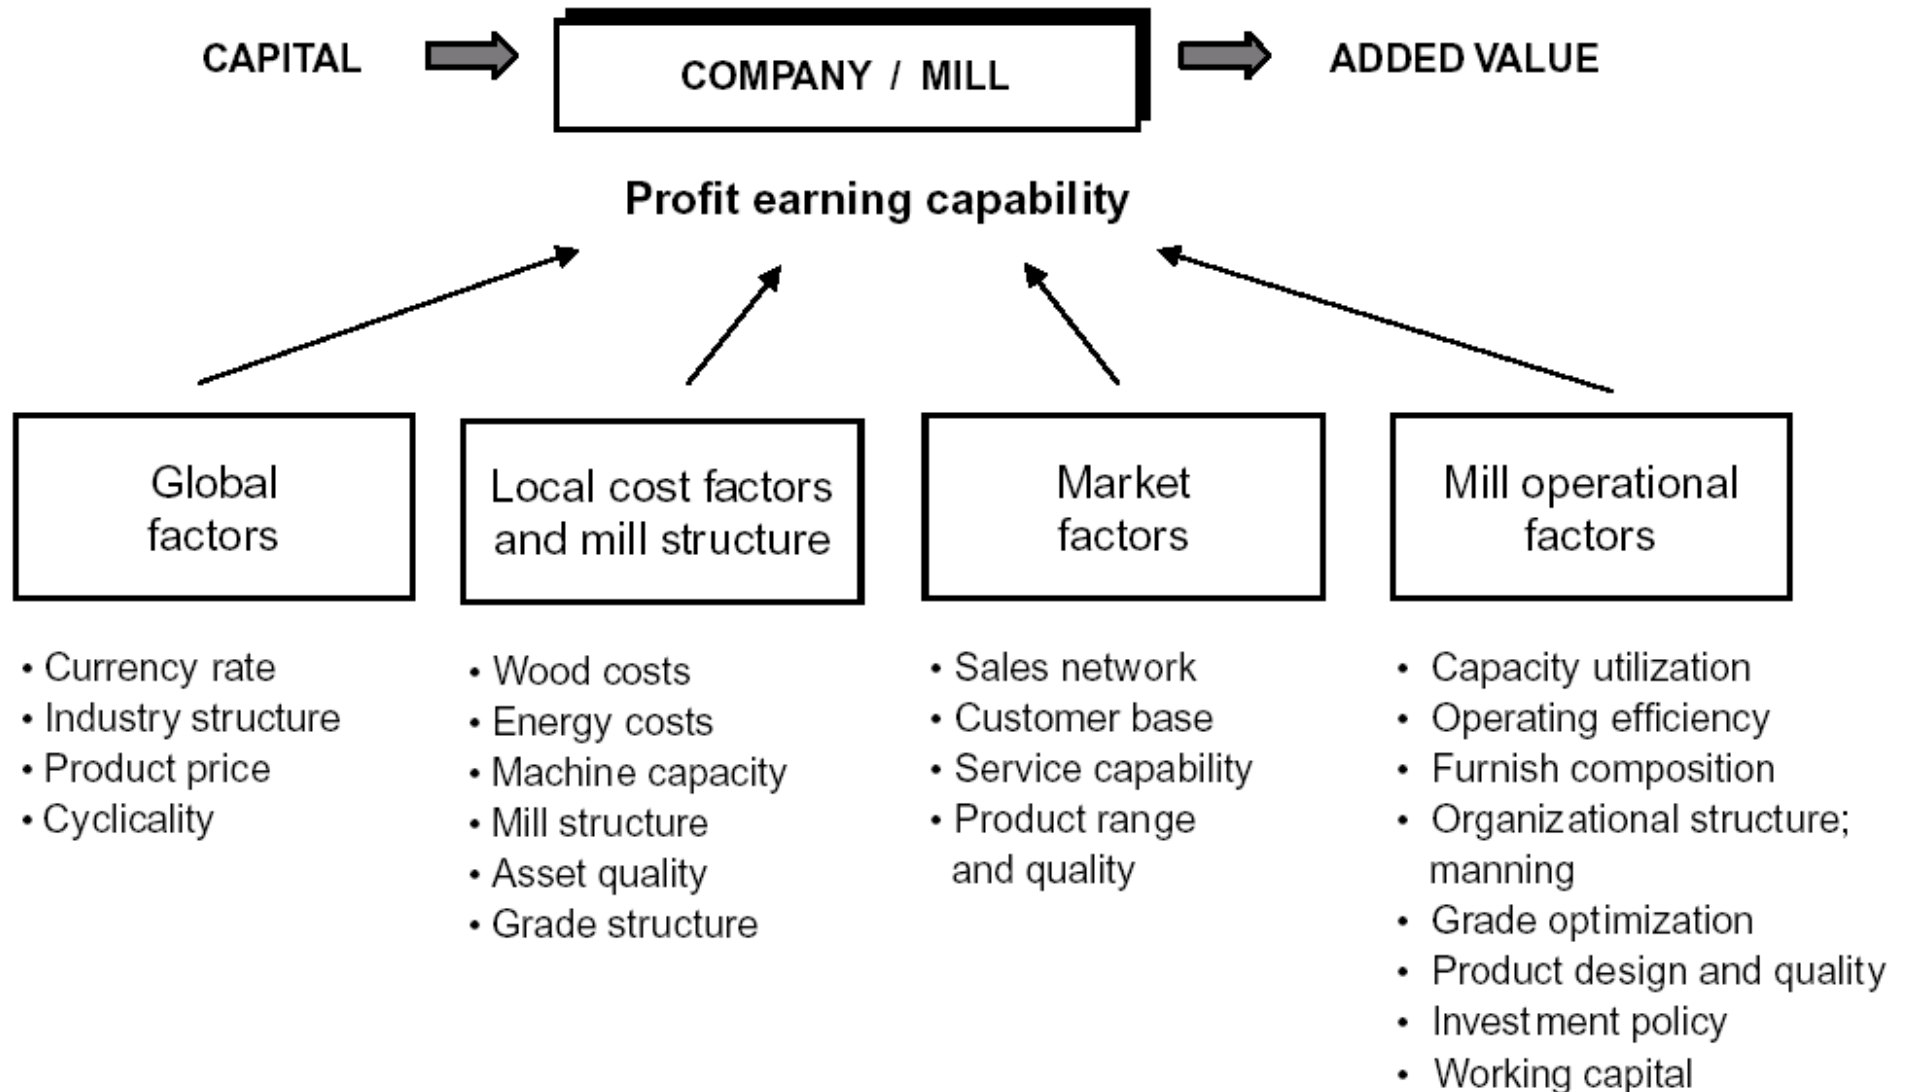 CAPITAL
COMPANY / MILL
ADDED VALUE
Profit earning capability
Global
factors
• Currency rate
• Industry structure
• Product price
• Cyclicality
Local cost factors
and mill structure
• Wood costs
• Energy costs
• Machine capacity
• Mill structure
• Asset quality
• Grade structure
Market
factors
• Sales network
• Customer base
• Service capability
• Product range
and quality
Mill operational
factors
• Capacity utilization
• Operating efficiency
• Furnish composition
• Organizational structure;
manning
• Grade optimization
• Product design and quality
• Investment policy
• Working capital